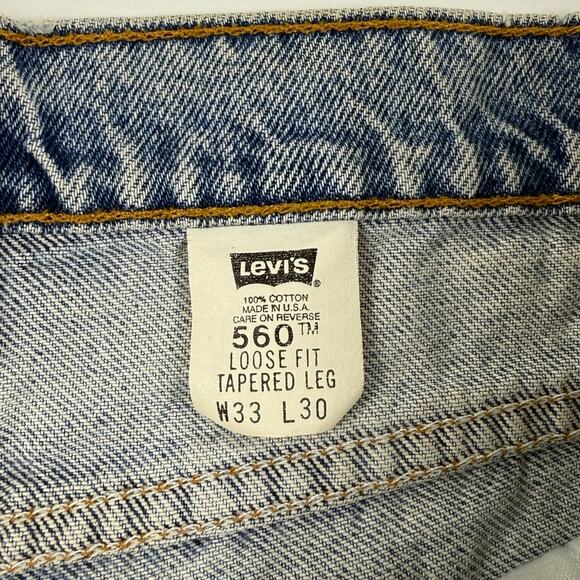 LEVI'S ®
100% COTTON
MADE IN U.S.A.
CARE ON REVERSE
560™
LOOSE FIT
TAPERED LEG
W33 L30